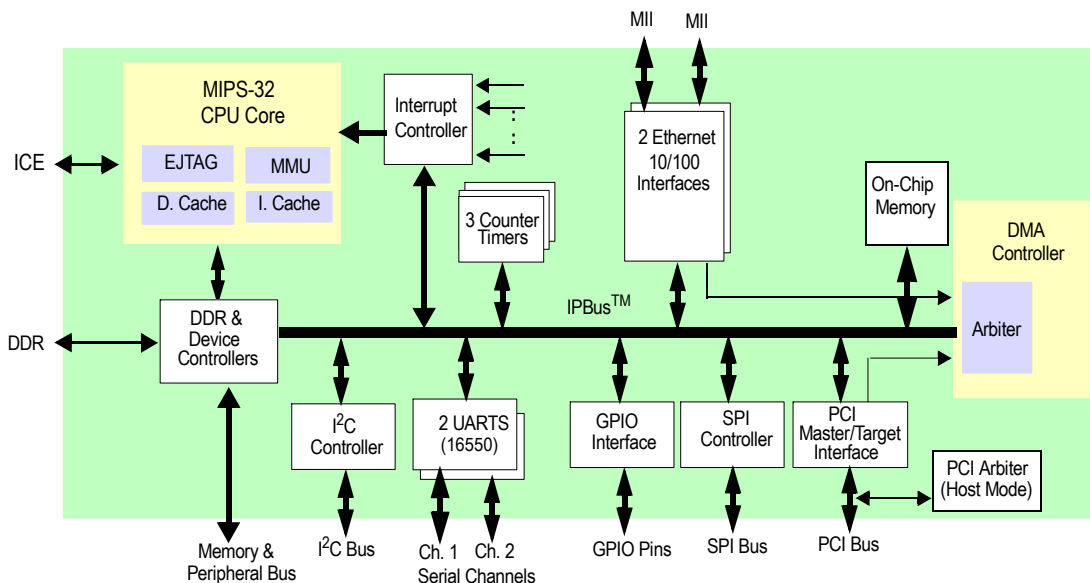 MII
MII
MIPS-32
CPU Core
EJTAG
MMU
D. Cache
I. Cache
ICE
Interrupt
Controller
3 Counter
Timers
2 Ethernet
10/100
Interfaces
On-Chip
Memory
DMA
Controller
Arbiter
IPBus™
DDR
DDR &
Device
Controllers
I²C
Controller
2 UARTS
(16550)
GPIO
Interface
SPI
Controller
PCI
Master/Target
Interface
PCI Arbiter
(Host Mode)
Memory &
Peripheral Bus
I²C Bus
Ch. 1
Ch. 2
Serial Channels
GPIO Pins
SPI Bus
PCI Bus